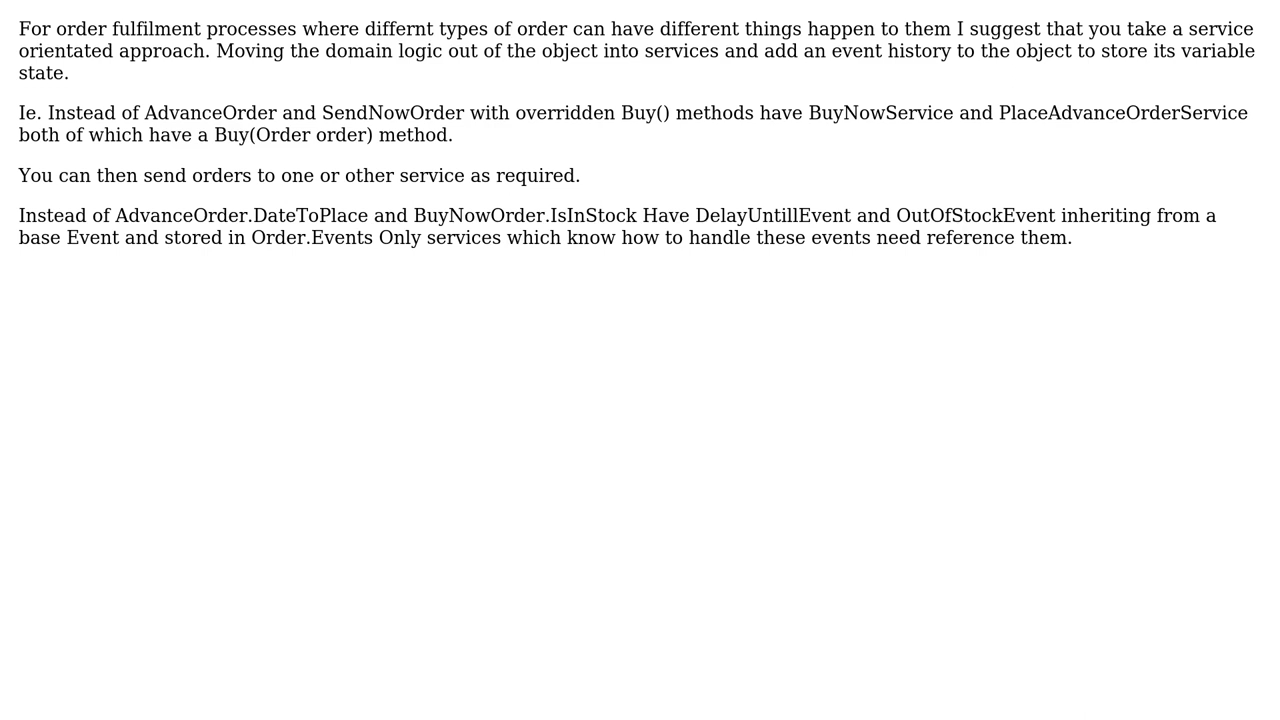 For order fulfilment processes where differnt types of order can have different things happen to them I suggest that you take a service
orientated approach. Moving the domain logic out of the object into services and add an event history to the object to store its variable
state.
Ie. Instead of AdvanceOrder and SendNowOrder with overridden Buy() methods have BuyNowService and PlaceAdvanceOrderService
both of which have a Buy(Order order) method.
You can then send orders to one or other service as required.
Instead of AdvanceOrder.DateToPlace and BuyNowOrder.IsInStock Have DelayUntillEvent and OutOfStockEvent inheriting from a
base Event and stored in Order.Events Only services which know how to handle these events need reference them.